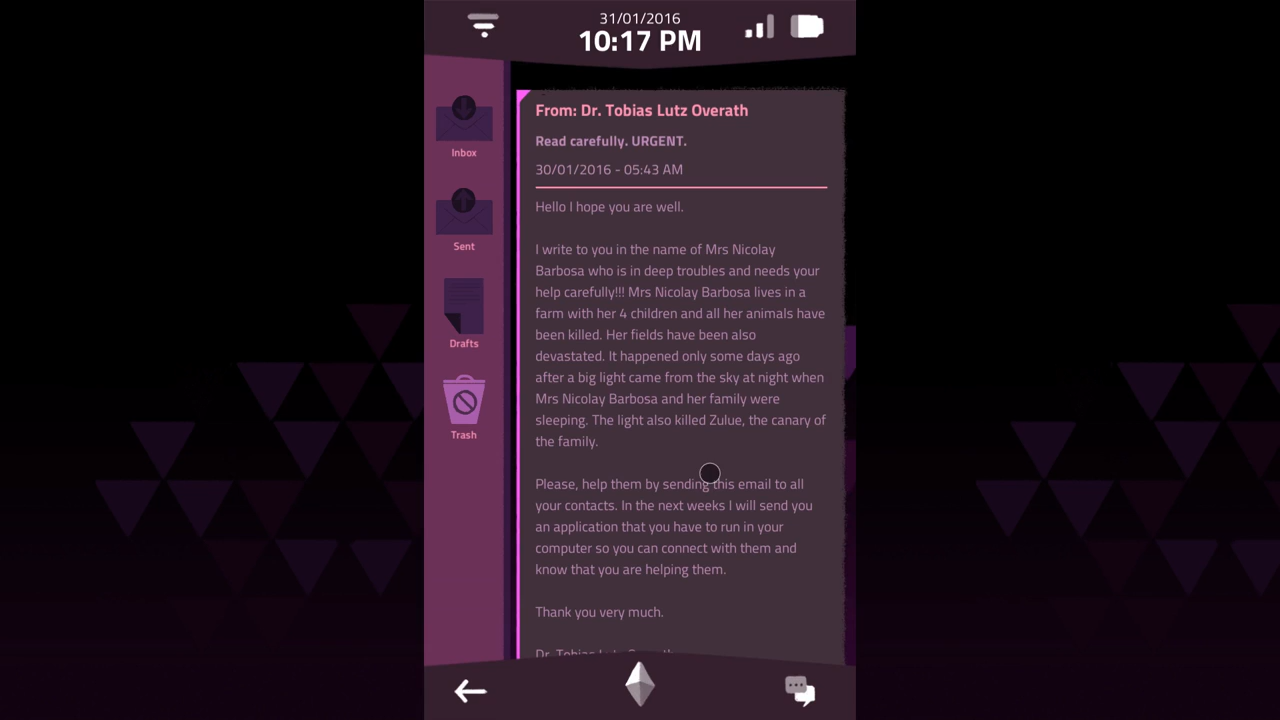 31/01/2016
10:17 PM
Inbox
Sent
Drafts
Trash
From: Dr. Tobias Lutz Overath
Read carefully. URGENT.
30/01/2016 - 05:43 AM
Hello I hope you are well.
I write to you in the name of Mrs Nicolay
Barbosa who is in deep troubles and needs your
help carefully!!! Mrs Nicolay Barbosa lives in a
farm with her 4 children and all her animals have
been killed. Her fields have been also
devastated. It happened only some days ago
after a big light came from the sky at night when
Mrs Nicolay Barbosa and her family were
sleeping. The light also killed Zulue, the canary of
the family.
Please, help them by sending this email to all
your contacts. In the next weeks I will send you
an application that you have to run in your
computer so you can connect with them and
know that you are helping them.
Thank you very much.
Dr. Tobias Lutz Overath